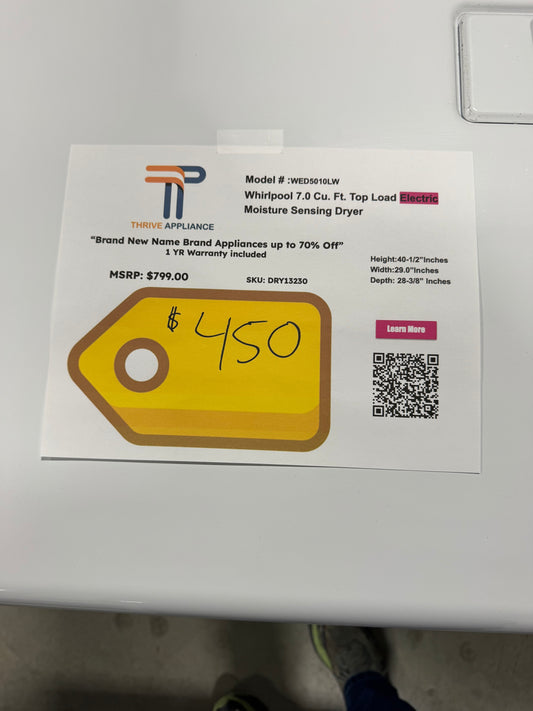 Model # :WED5010LW
Whirlpool 7.0 Cu. Ft. Top Load Electric
Moisture Sensing Dryer
THRIVE APPLIANCE
“Brand New Name Brand Appliances up to 70% Off”
1 YR Warranty included
MSRP: $799.00
SKU: DRY13230
Height:40-1/2"Inches
Width:29.0"Inches
Depth: 28-3/8" Inches
$450
Learn More